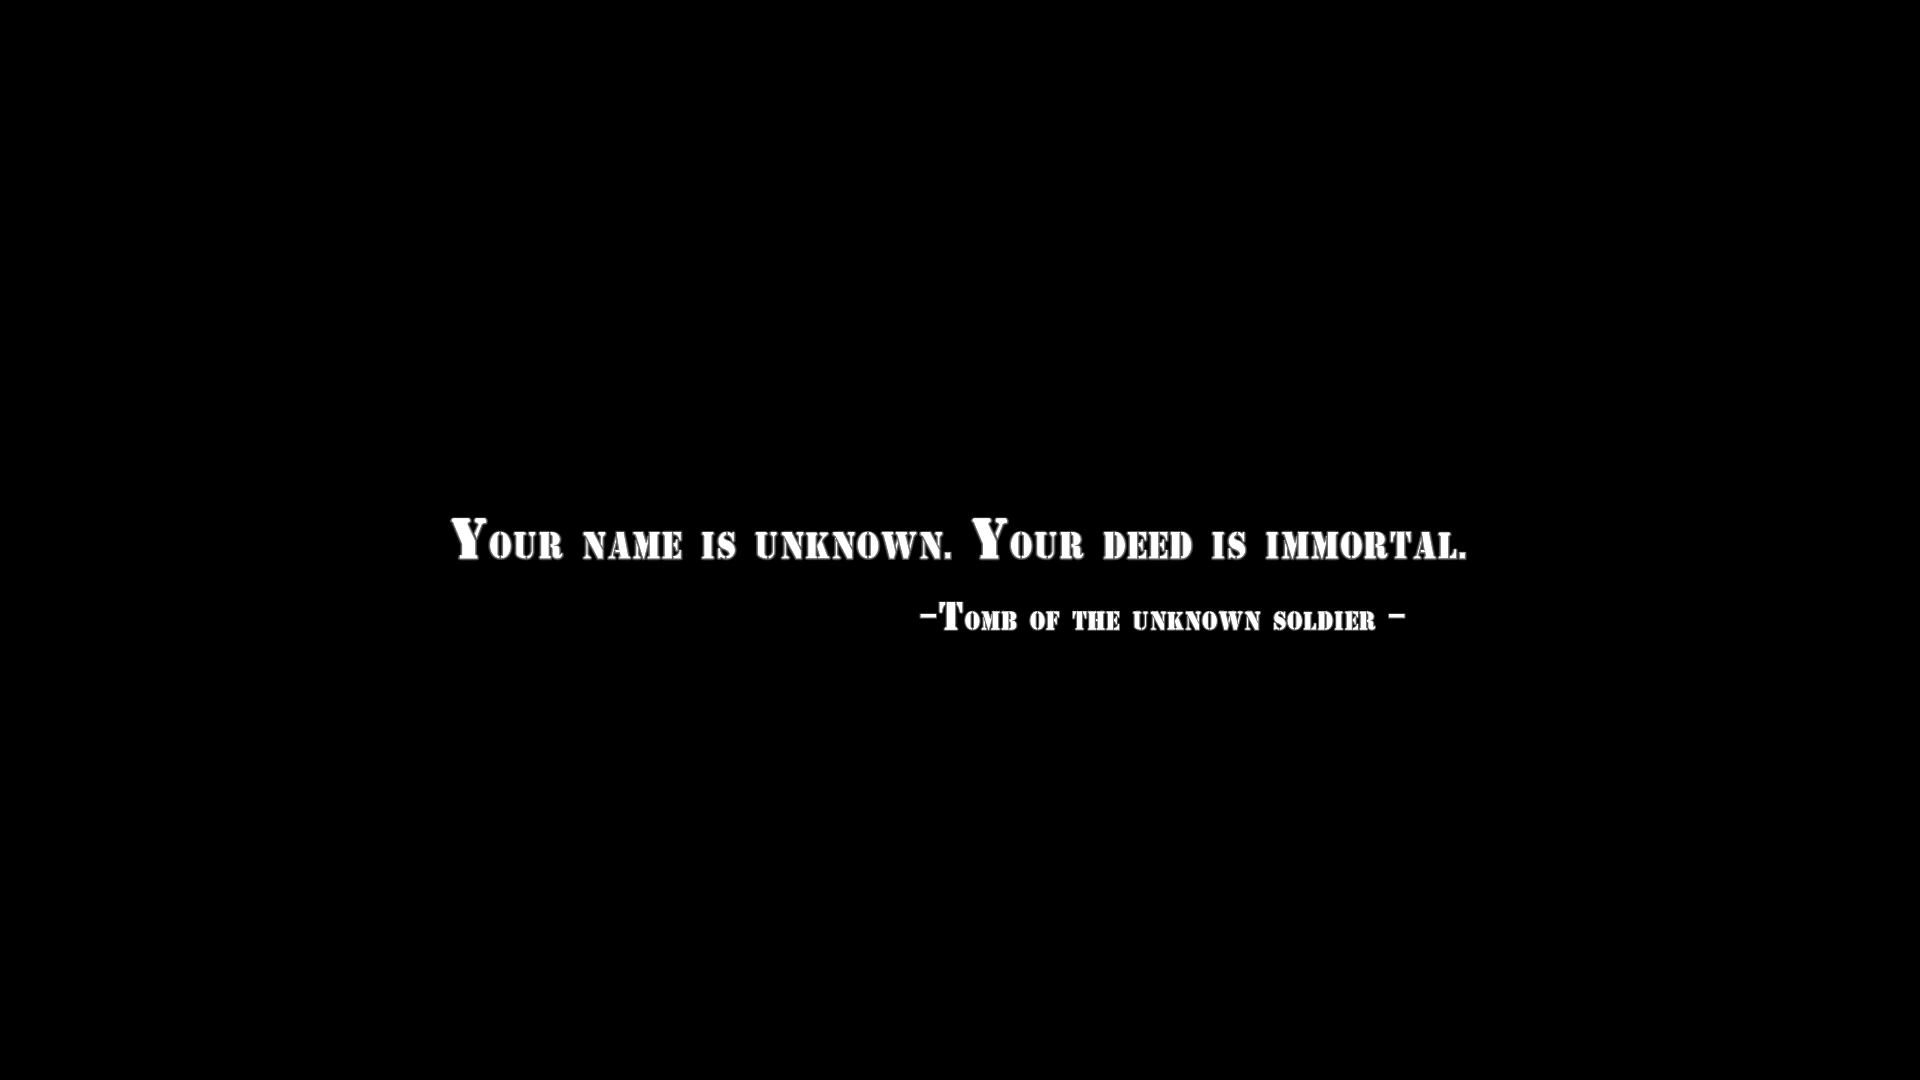 Your name is unknown. Your deed is immortal.
-Tomb of the unknown soldier -